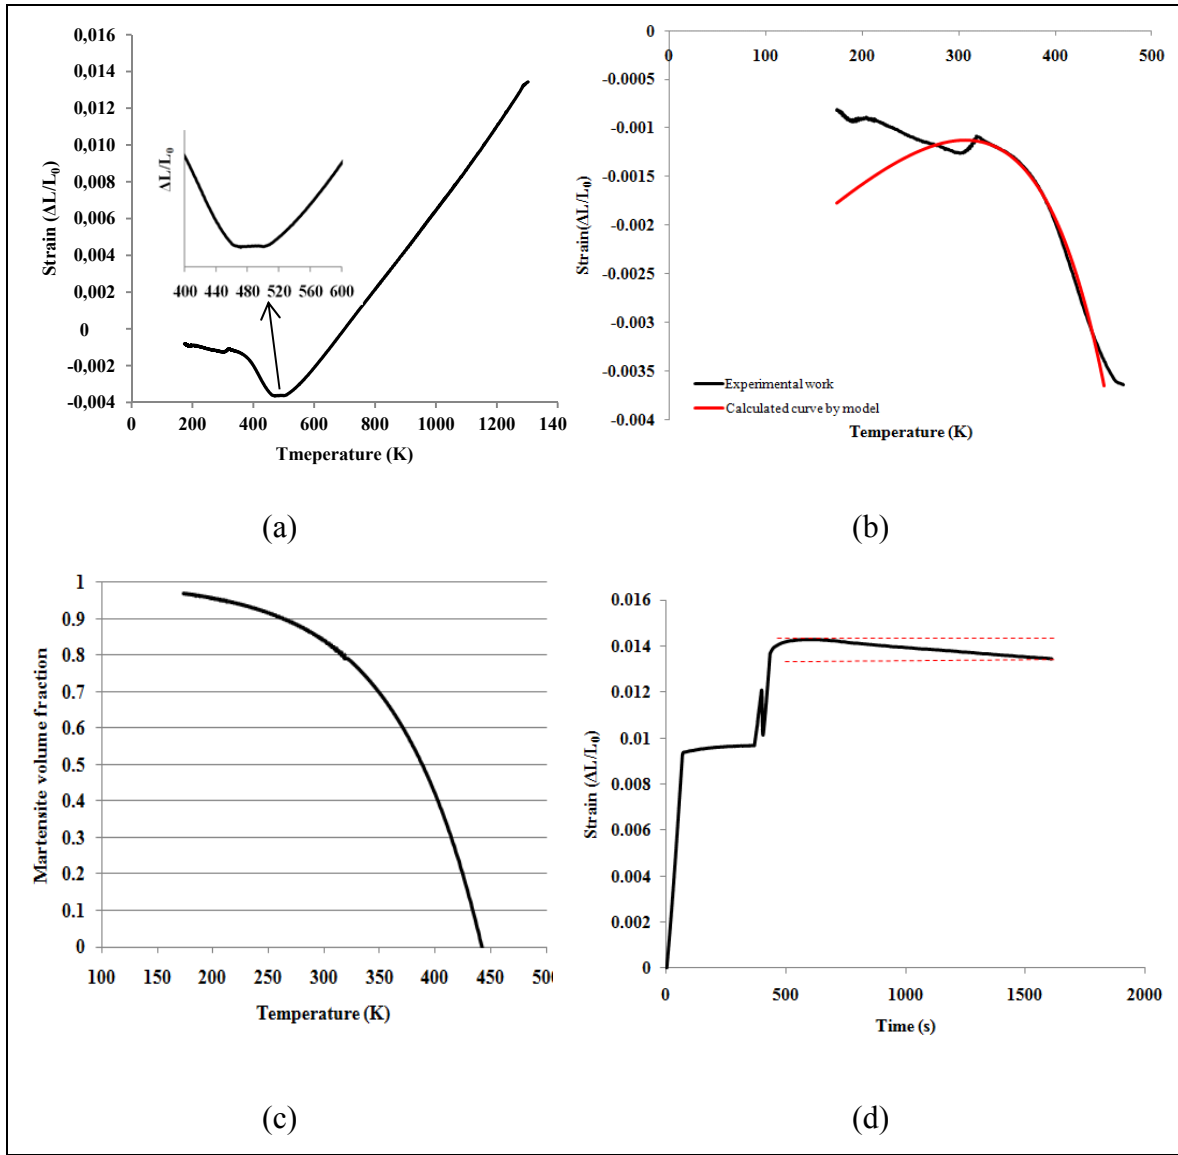 0,016
0,014
0,012
0,010
0,008
0,006
0,004
0,002
0
-0,002
-0,004
Strain (ΔL/L0)
ΔL/L0
400 440 480 520 560 600
0 200 400 600 800 1000 1200 140
Tmeperature (K)
(a)
0
-0.0005
-0.001
-0.0015
-0.002
-0.0025
-0.003
-0.0035
-0.004
0 100 200 300 400 500
Strain(ΔL/L0)
Experimental work
Calculated curve by model
Temperature (K)
(b)
1
0.9
0.8
0.7
0.6
0.5
0.4
0.3
0.2
0.1
0
Martensite volume fraction
100 150 200 250 300 350 400 450 500
Temperature (K)
(c)
0.016
0.014
0.012
0.01
0.008
0.006
0.004
0.002
0
Strain (ΔL/L0)
0 500 1000 1500 2000
Time (s)
(d)